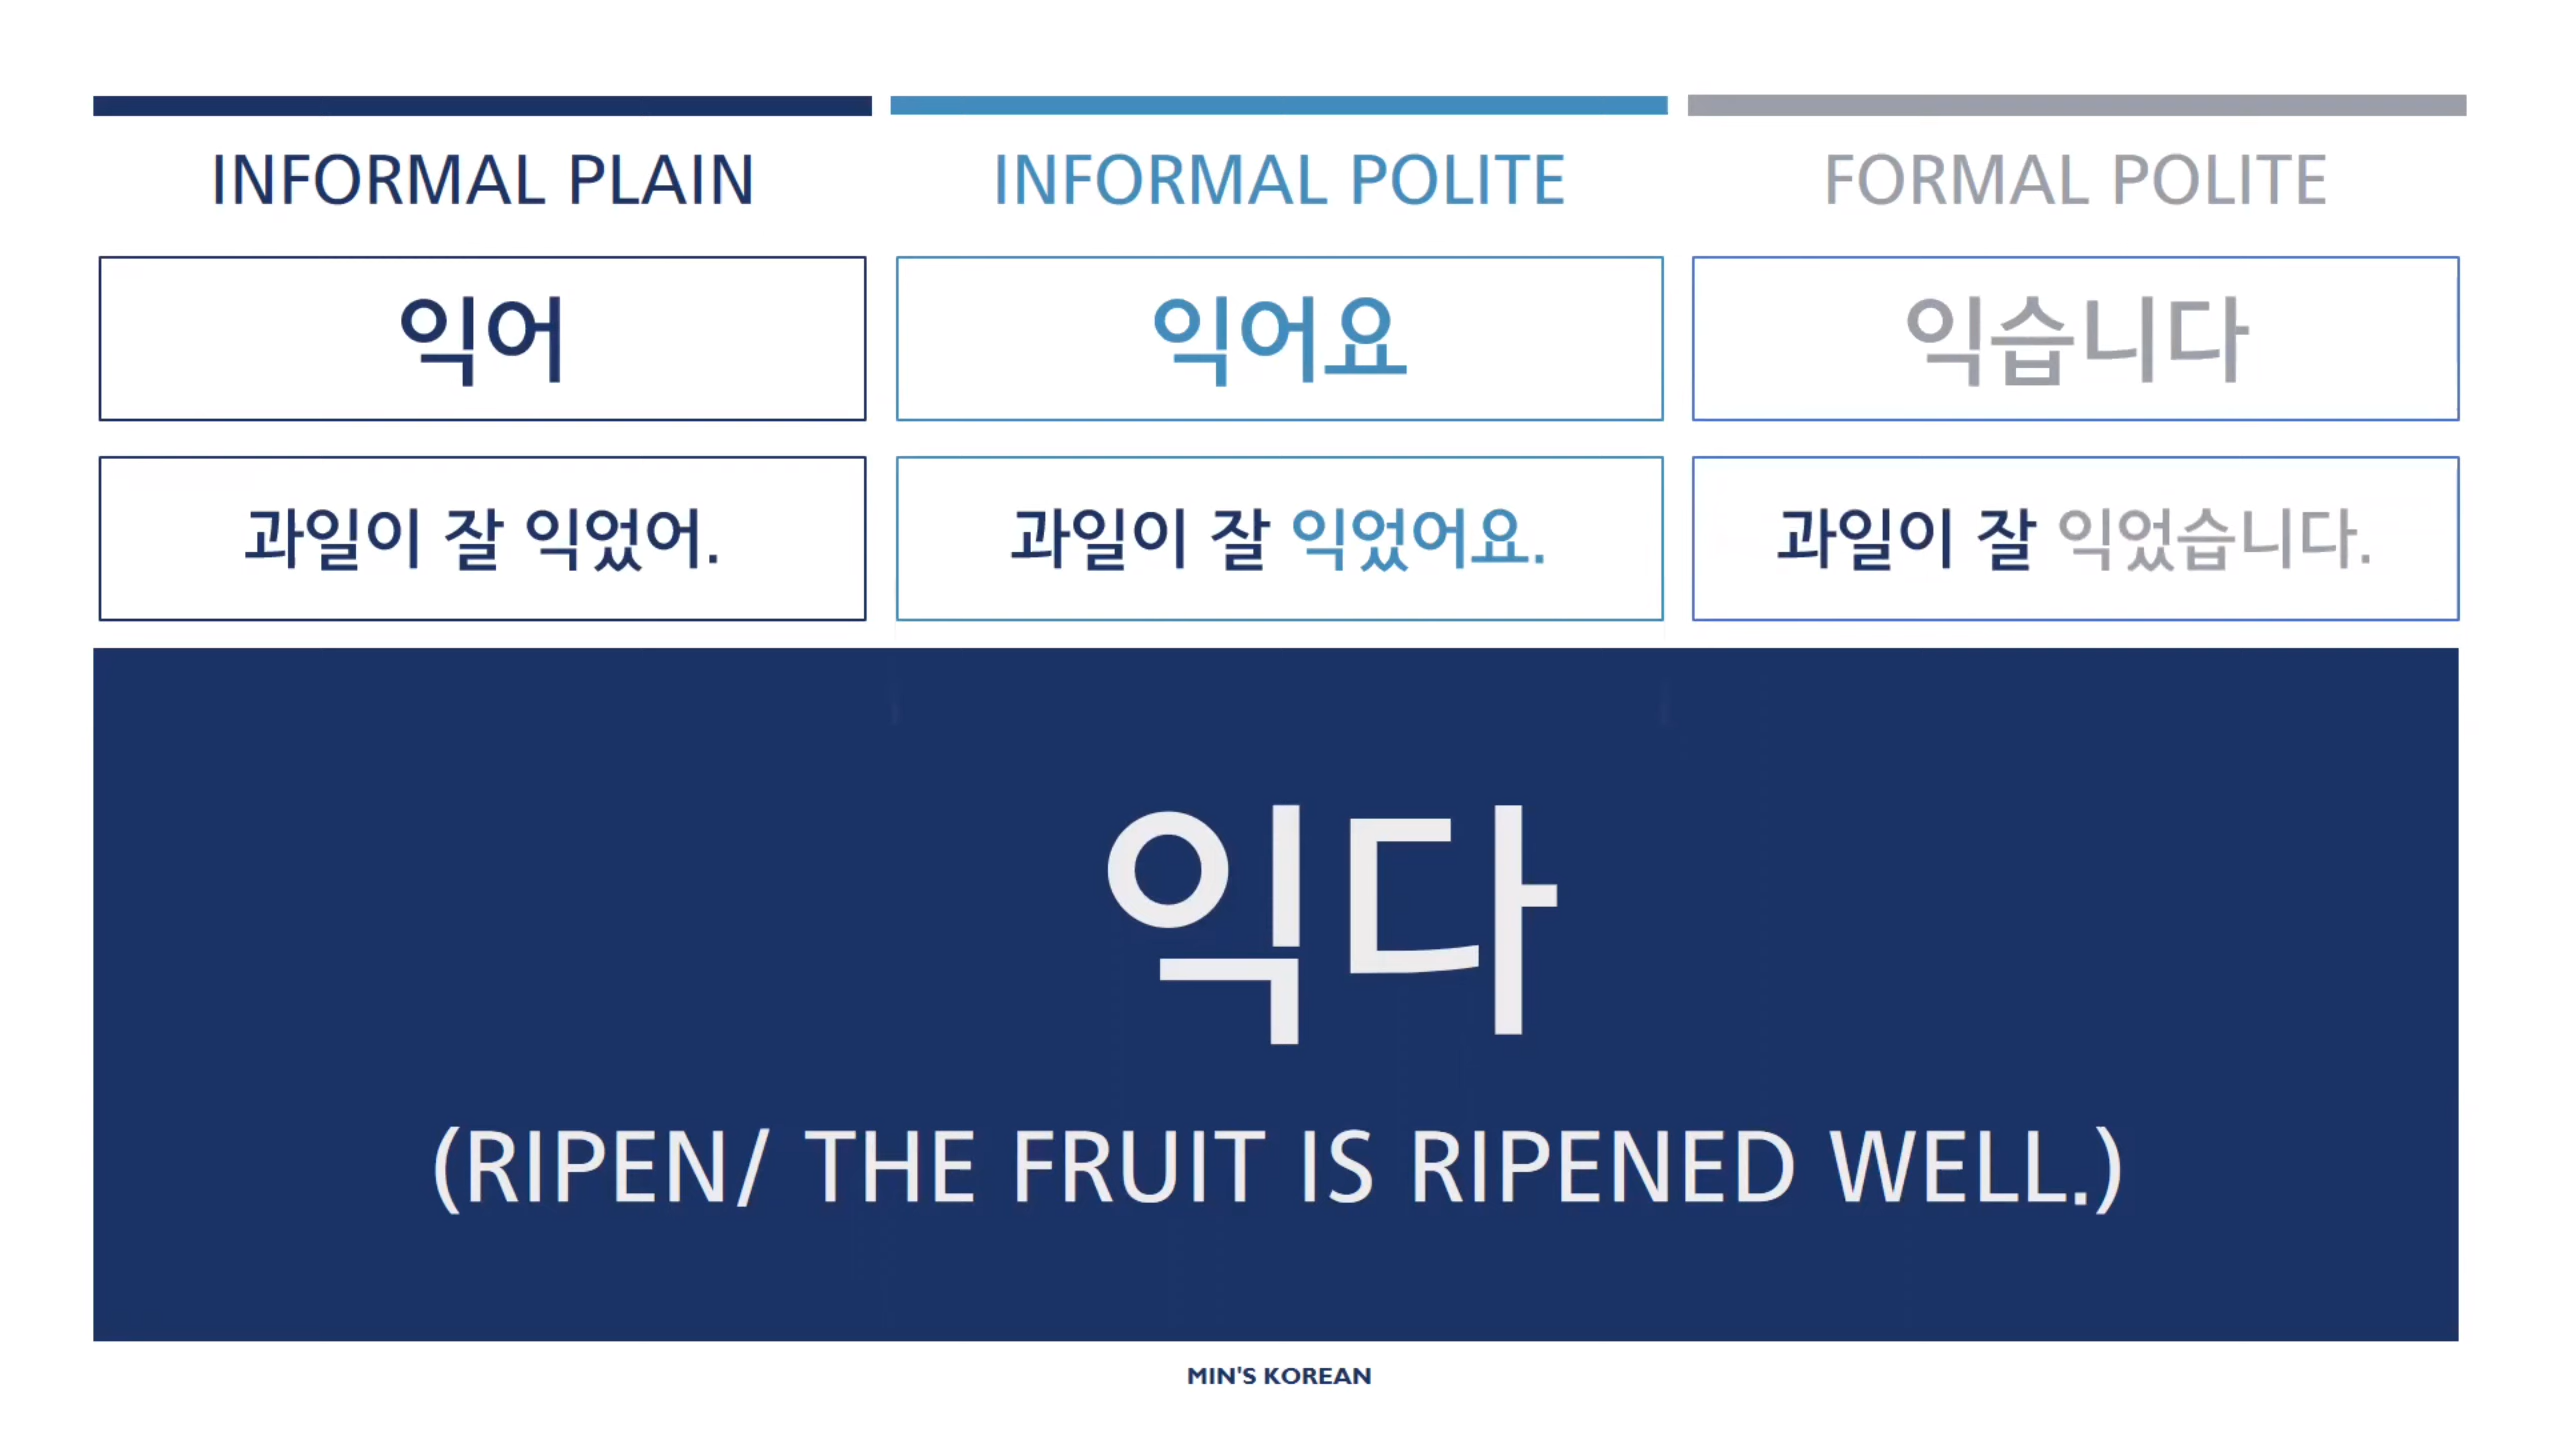 INFORMAL PLAIN
INFORMAL POLITE
FORMAL POLITE
익어
익어요
익습니다
과일이 잘 익었어.
과일이 잘 익었어요.
과일이 잘 익었습니다.
익다
(RIPEN/ THE FRUIT IS RIPENED WELL.)
MIN'S KOREAN